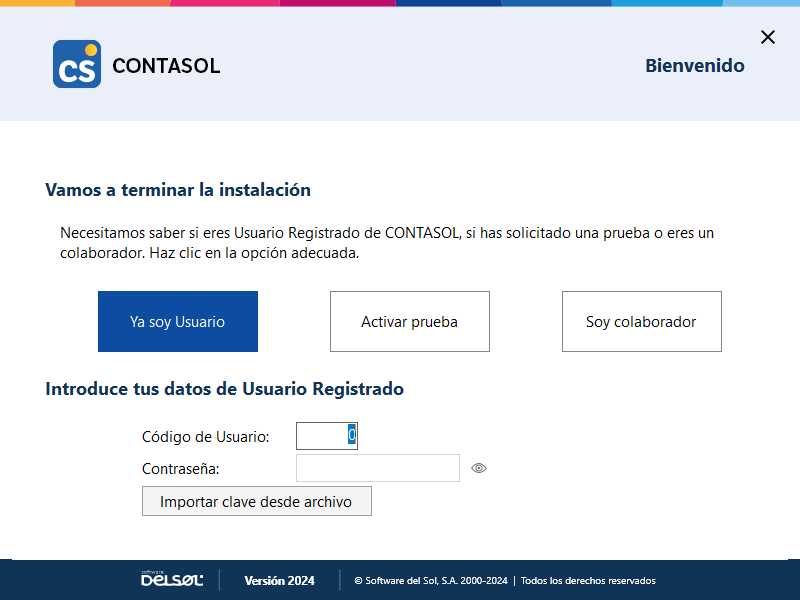 CS CONTASOL
Bienvenido
Vamos a terminar la instalación
Necesitamos saber si eres Usuario Registrado de CONTASOL, si has solicitado una prueba o eres un
colaborador. Haz clic en la opción adecuada.
Ya soy Usuario
Activar prueba
Soy colaborador
Introduce tus datos de Usuario Registrado
Código de Usuario: 0
Contraseña:
Importar clave desde archivo
software
DELSOL
Versión 2024
© Software del Sol, S.A. 2000-2024 | Todos los derechos reservados